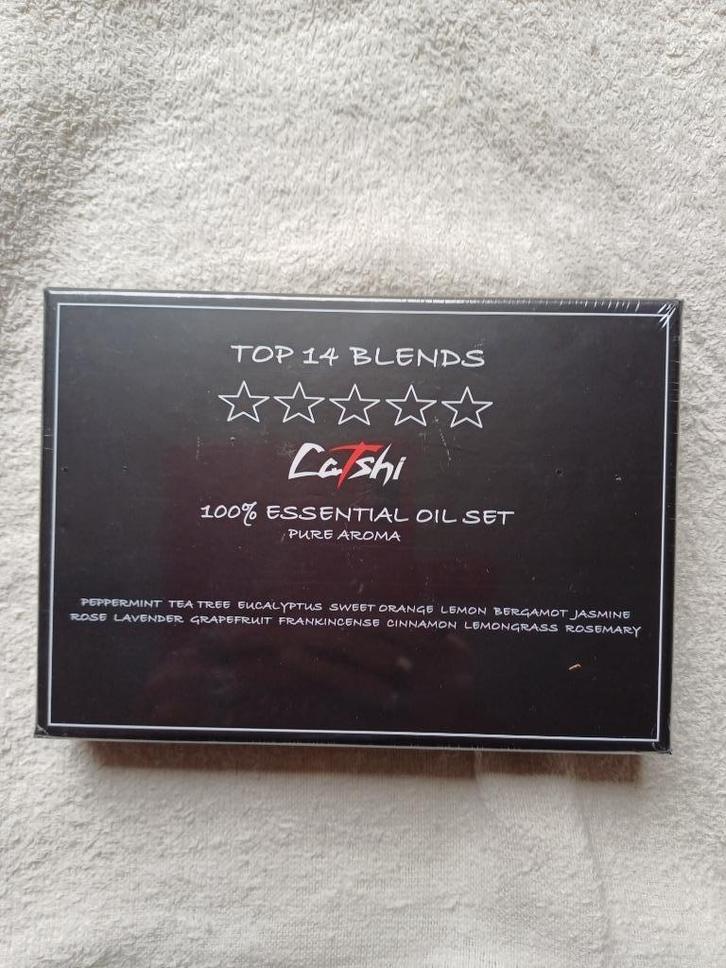 TOP 14 BLENDS
CaTshi
100% ESSENTIAL OIL SET
PURE AROMA
PEPPERMINT TEA TREE EUCALYPTUS SWEET ORANGE LEMON BERGAMOT JASMINE
ROSE LAVENDER GRAPEFRUIT FRANKINCENSE CINNAMON LEMONGRASS ROSEMARY